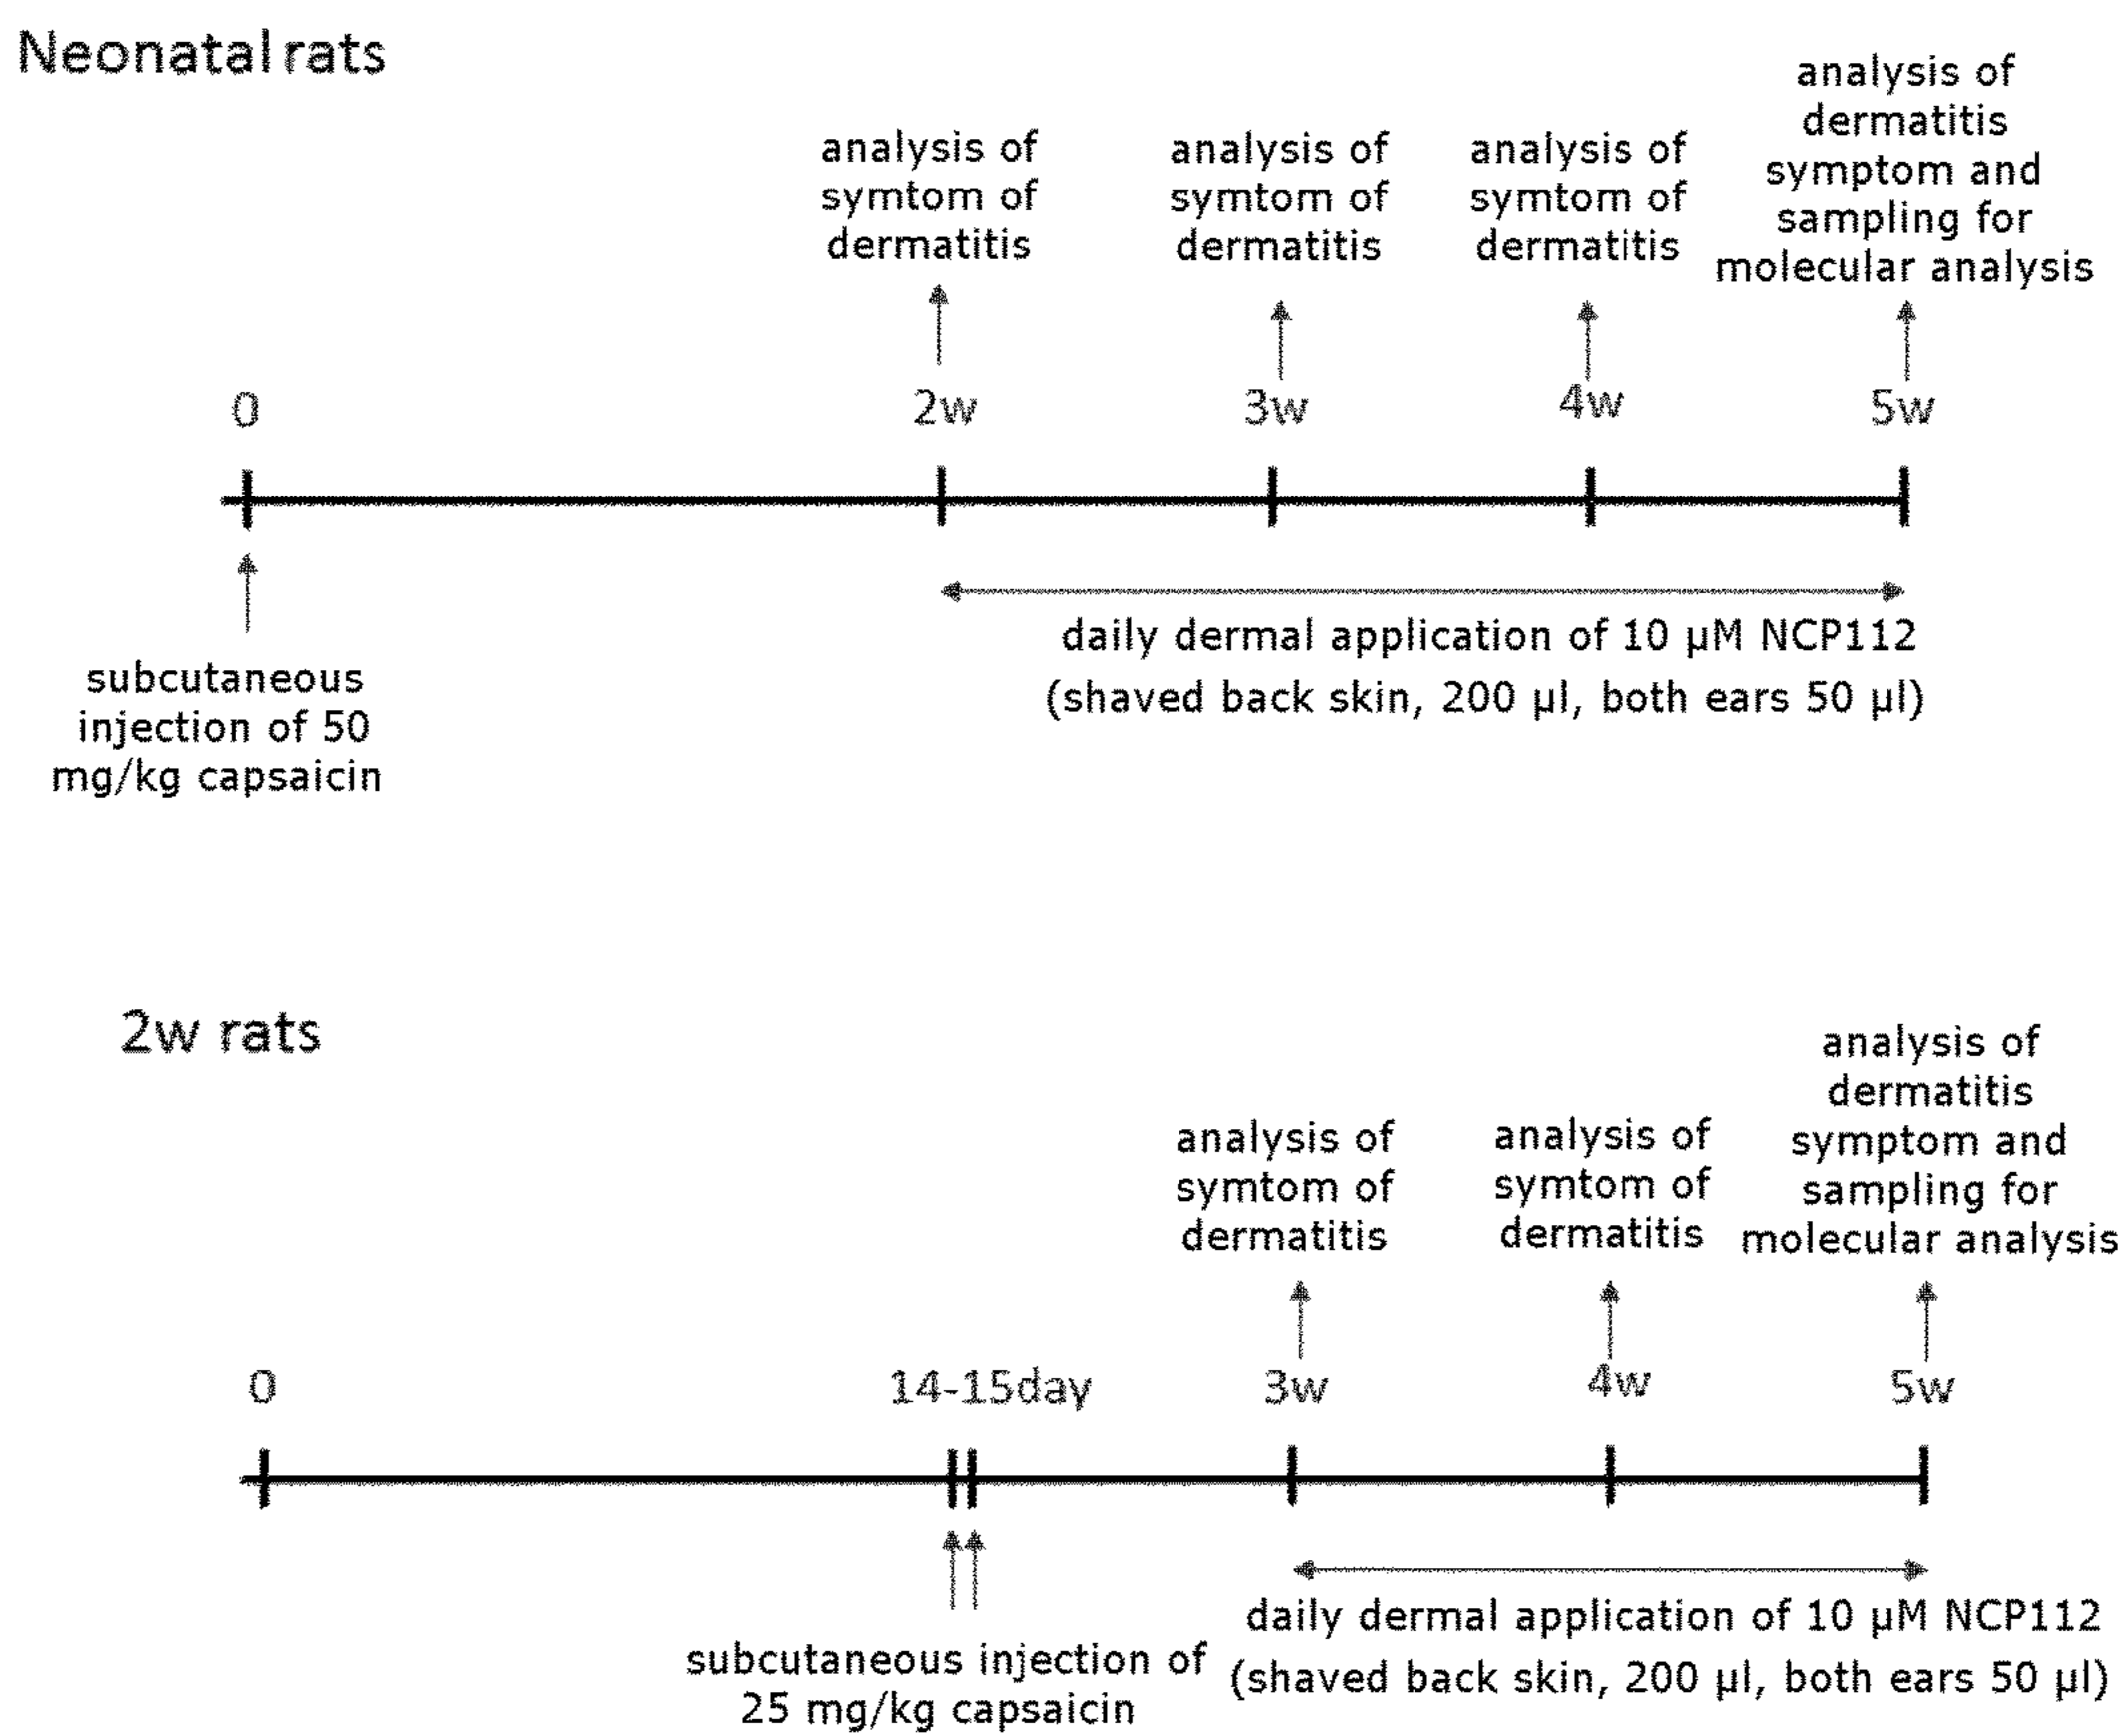 Neonatal rats
analysis of
symtom of
dermatitis
analysis of
symtom of
dermatitis
analysis of
symtom of
dermatitis
analysis of
dermatitis
symptom and
sampling for
molecular analysis
0
2w
3w
4w
5w
subcutaneous
injection of 50
mg/kg capsaicin
daily dermal application of 10 μM NCP112
(shaved back skin, 200 μl, both ears 50 μl)
2w rats
analysis of
symtom of
dermatitis
analysis of
symtom of
dermatitis
analysis of
dermatitis
symptom and
sampling for
molecular analysis
0
14-15day
3w
4w
5w
subcutaneous injection of
25 mg/kg capsaicin
daily dermal application of 10 μM NCP112
(shaved back skin, 200 μl, both ears 50 μl)